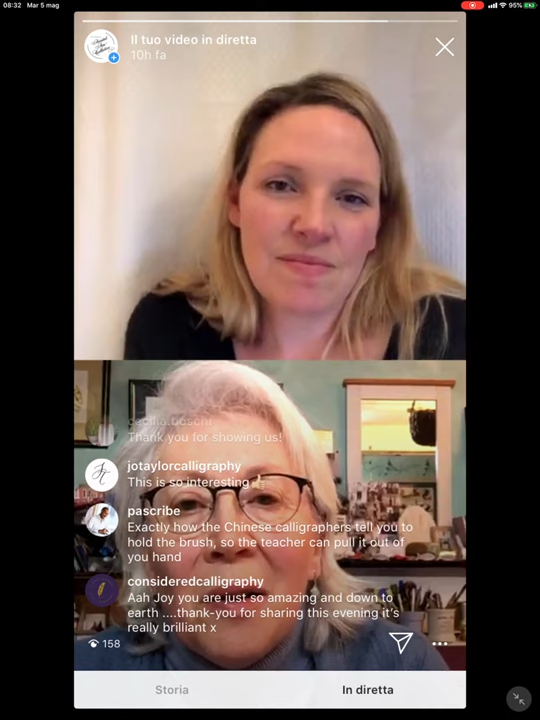 08:32 Mar 5 mag
95%
Il tuo video in diretta
10h fa
cecilia.boschi
Thank you for showing us!
jotaylorcalligraphy
This is so interesting
pascribe
Exactly how the Chinese calligraphers tell you to
hold the brush, so the teacher can pull it out of
you hand
consideredcalligraphy
Aah Joy you are just so amazing and down to
earth ....thank-you for sharing this evening it's
really brilliant x
158
Storia
In diretta